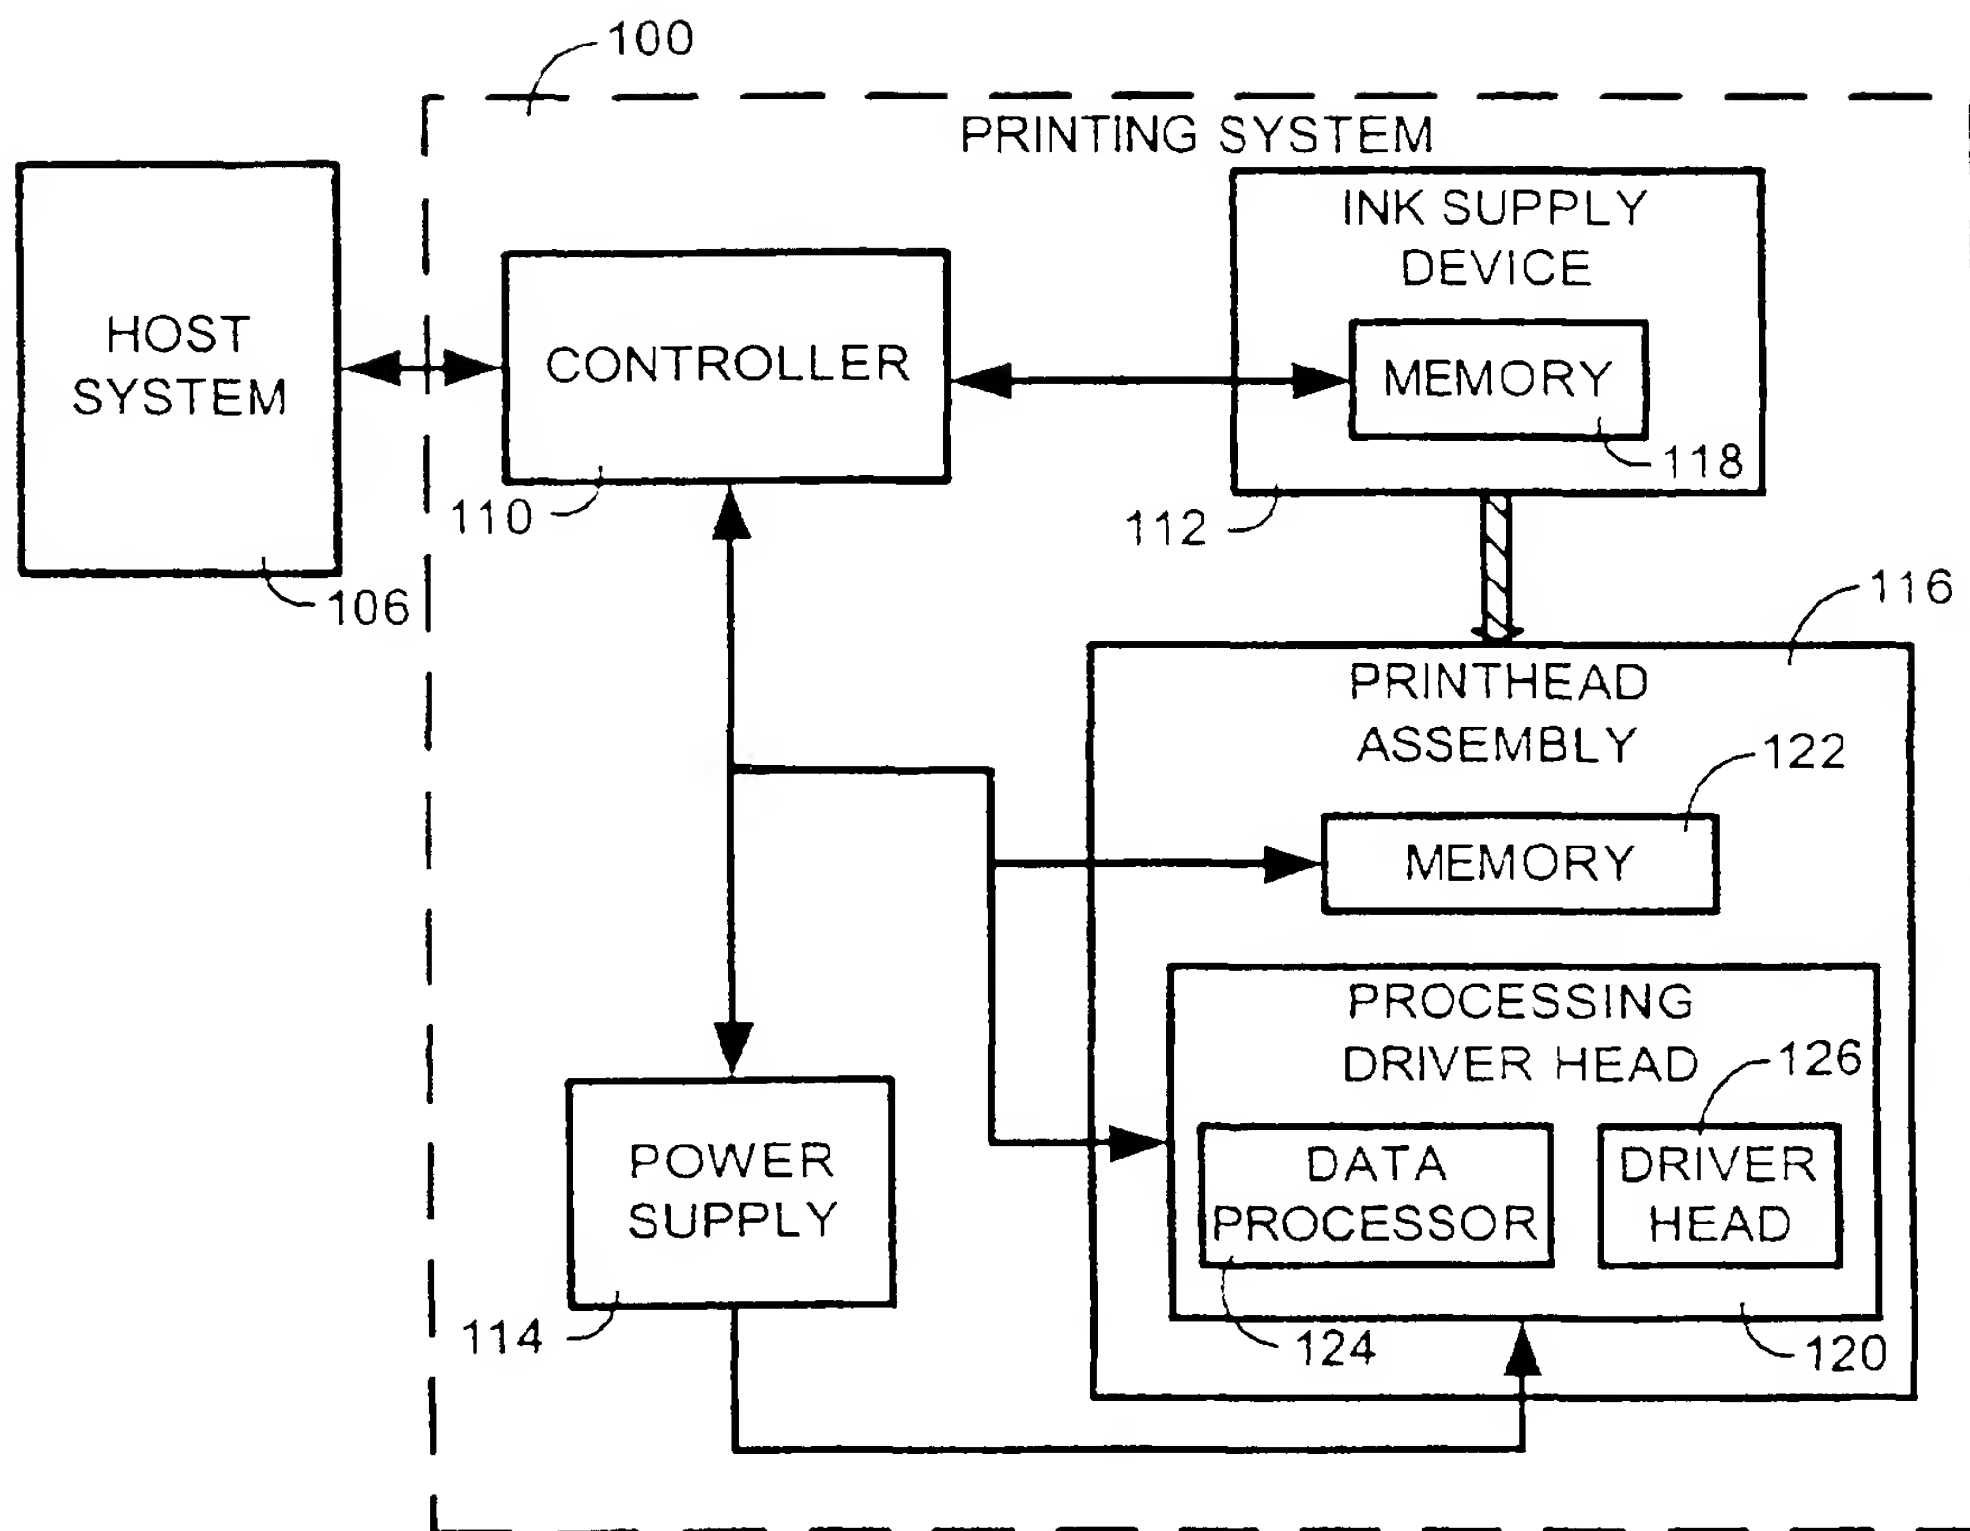 100
PRINTING SYSTEM
HOST
SYSTEM
106
CONTROLLER
110
INK SUPPLY
DEVICE
MEMORY
118
112
116
PRINTHEAD
ASSEMBLY
122
MEMORY
PROCESSING
DRIVER HEAD
126
DATA
PROCESSOR
DRIVER
HEAD
124
120
POWER
SUPPLY
114